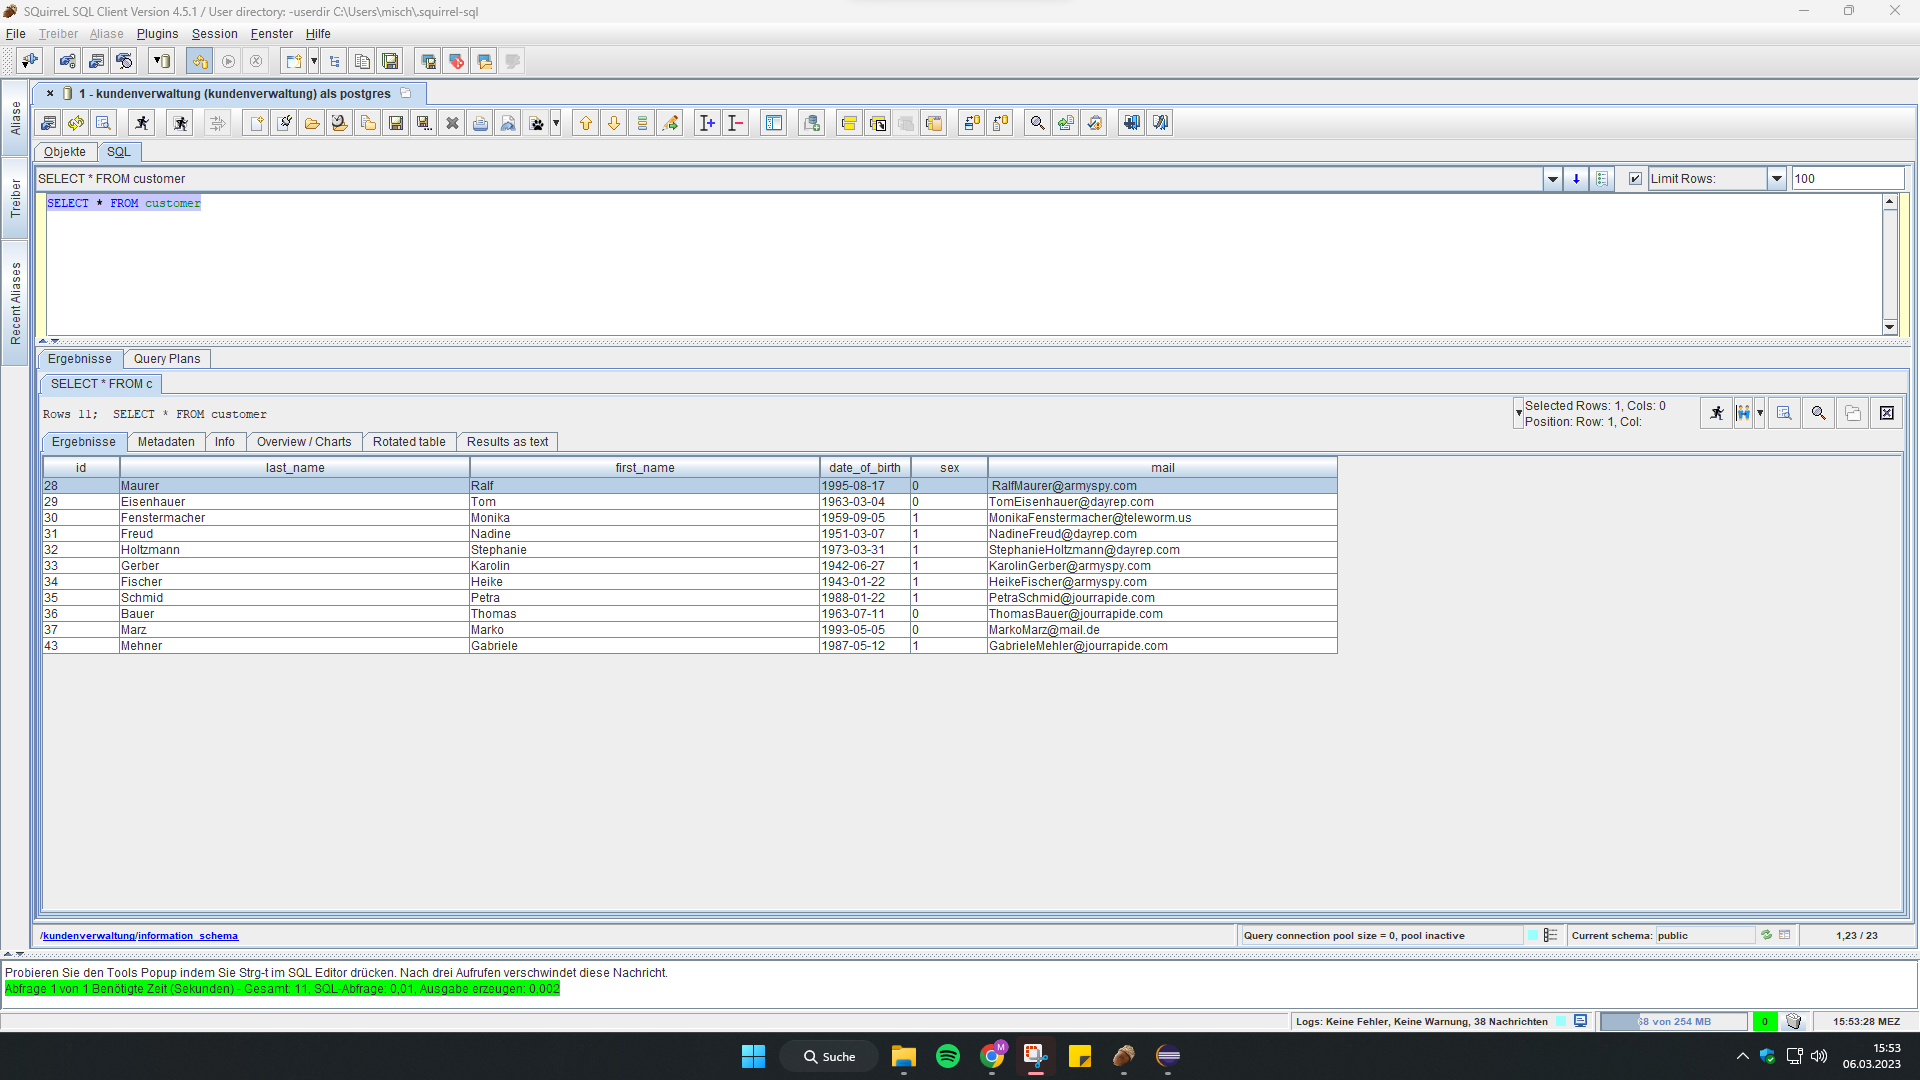 SQuirreL SQL Client Version 4.5.1 / User directory: -userdir C:\Users\misch\.squirrel-sql
File Treiber Aliase Plugins Session Fenster Hilfe
1 - kundenverwaltung (kundenverwaltung) als postgres
Aliase
Treiber
Recent Aliases
Objekte SQL
SELECT * FROM customer Limit Rows: 100
SELECT * FROM customer
Ergebnisse Query Plans
SELECT * FROM c
Rows 11; SELECT * FROM customer
Selected Rows: 1, Cols: 0
Position: Row: 1, Col:
Ergebnisse Metadaten Info Overview / Charts Rotated table Results as text
id last_name first_name date_of_birth sex mail
28 Maurer Ralf 1995-08-17 0 RalfMaurer@armyspy.com
29 Eisenhauer Tom 1963-03-04 0 TomEisenhauer@dayrep.com
30 Fenstermacher Monika 1959-09-05 1 MonikaFenstermacher@teleworm.us
31 Freud Nadine 1951-03-07 1 NadineFreud@dayrep.com
32 Holtzmann Stephanie 1973-03-31 1 StephanieHoltzmann@dayrep.com
33 Gerber Karolin 1942-06-27 1 KarolinGerber@armyspy.com
34 Fischer Heike 1943-01-22 1 HeikeFischer@armyspy.com
35 Schmid Petra 1988-01-22 1 PetraSchmid@jourrapide.com
36 Bauer Thomas 1963-07-11 0 ThomasBauer@jourrapide.com
37 Marz Marko 1993-05-05 0 MarkoMarz@mail.de
43 Mehner Gabriele 1987-05-12 1 GabrieleMehler@jourrapide.com
/kundenverwaltung/information_schema Query connection pool size = 0, pool inactive Current schema: public 1,23 / 23
Probieren Sie den Tools Popup indem Sie Strg-t im SQL Editor drücken. Nach drei Aufrufen verschwindet diese Nachricht.
Abfrage 1 von 1 Benötigte Zeit (Sekunden) - Gesamt: 11, SQL-Abfrage: 0,01, Ausgabe erzeugen: 0,002
Logs: Keine Fehler, Keine Warnung, 38 Nachrichten 68 von 254 MB 0 15:53:28 MEZ
Suche M 15:53
06.03.2023